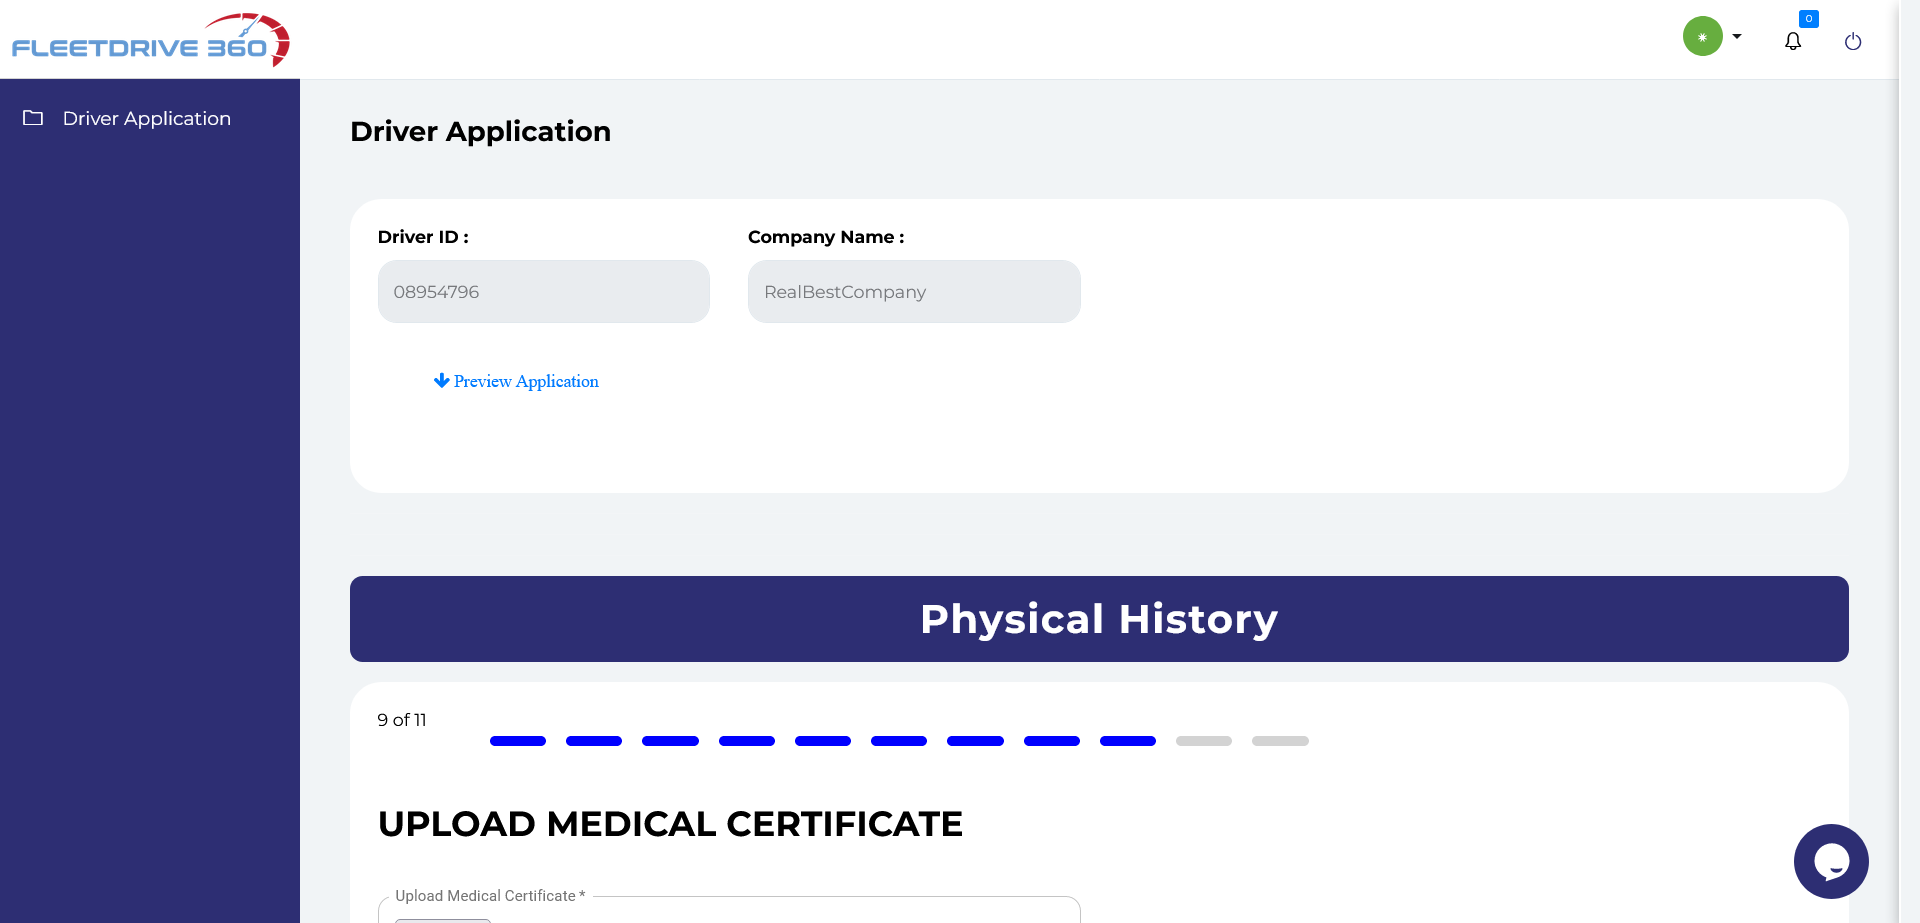 FLEETDRIVE 360
0
Driver Application
Driver Application
Driver ID :
Company Name :
08954796
RealBestCompany
Preview Application
Physical History
9 of 11
UPLOAD MEDICAL CERTIFICATE
Upload Medical Certificate *